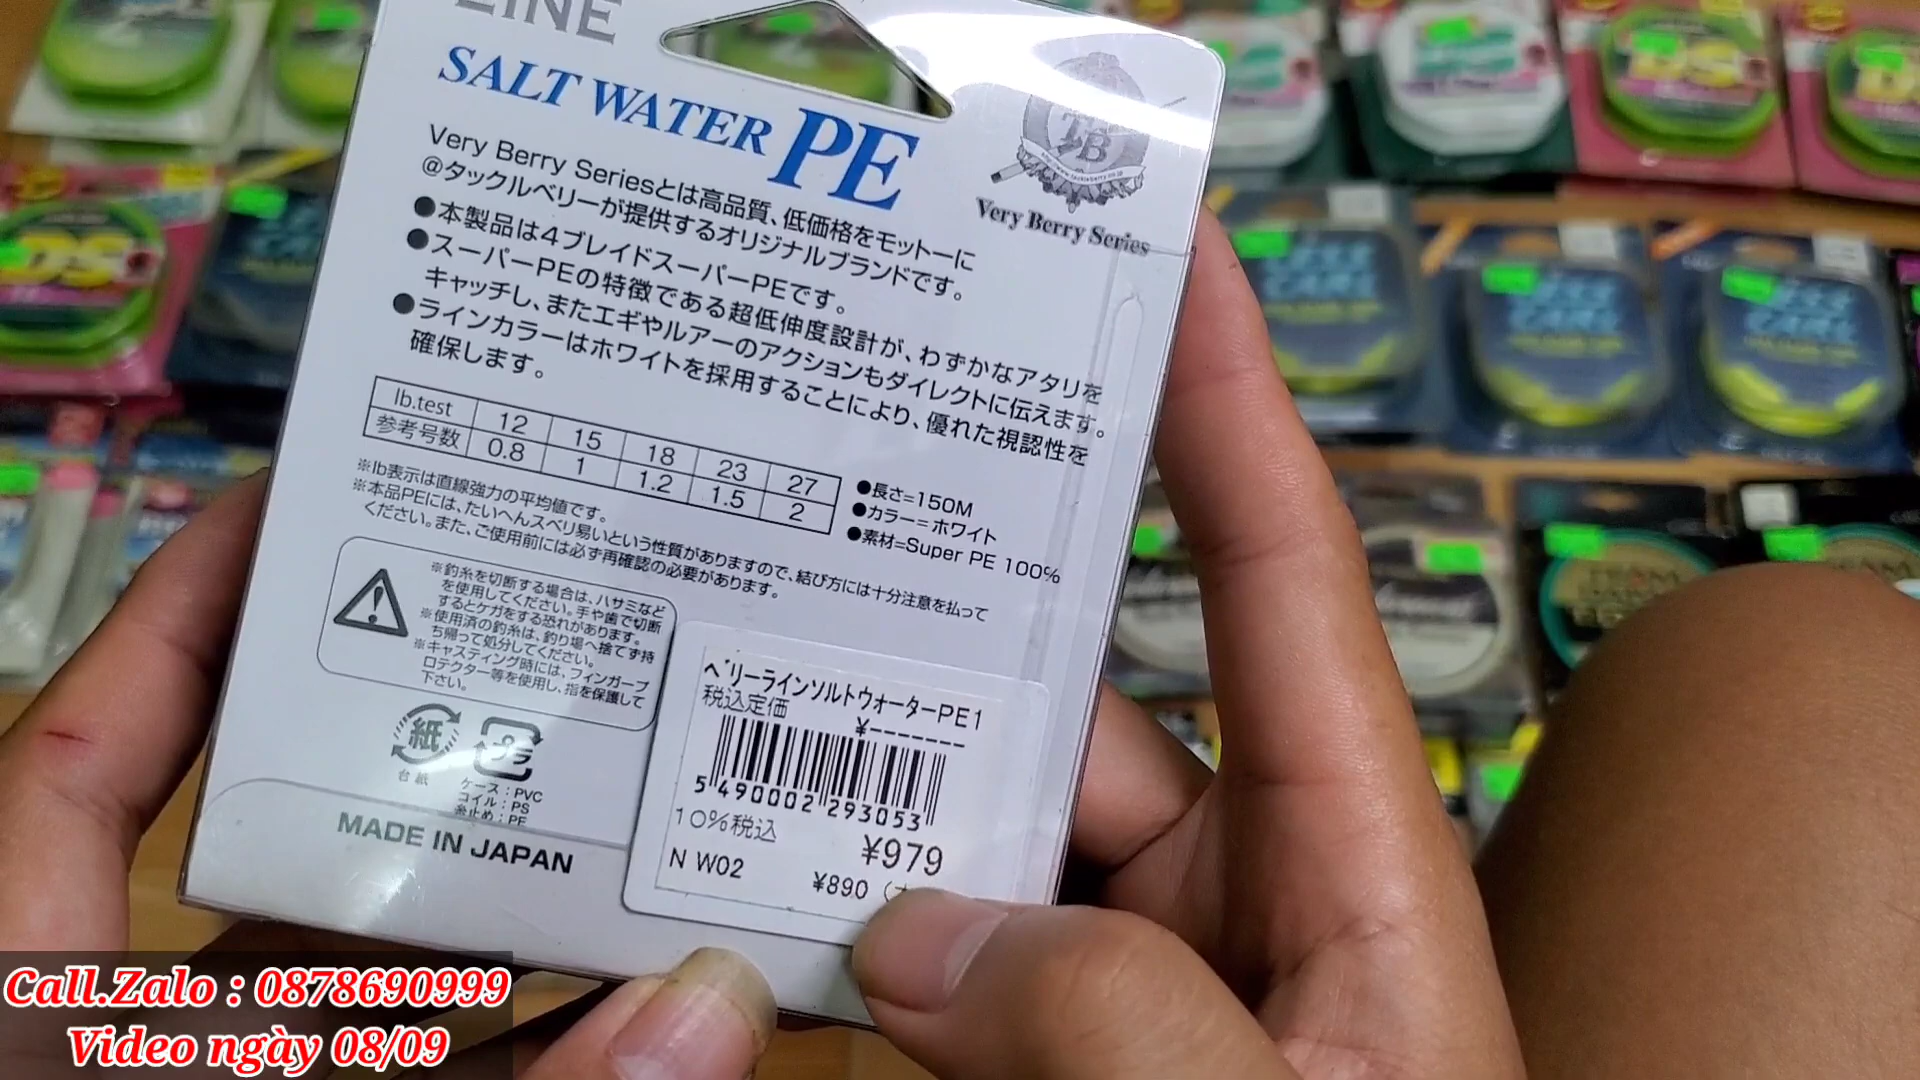 LINE
SALT WATER PE
TB
Very Berry Series
Very Berry Seriesとは高品質、低価格をモットーに
@タックルベリーが提供するオリジナルブランドです。
●本製品は4ブレイドスーパーPEです。
●スーパーPEの特徴である超低伸度設計が、わずかなアタリを
キャッチし、またエギやルアーのアクションもダイレクトに伝えます。
●ラインカラーはホワイトを採用することにより、優れた視認性を
確保します。
lb.test 12 15 18 23 27
参考号数 0.8 1 1.2 1.5 2
●長さ=150M
●カラー=ホワイト
●素材=Super PE 100%
※lb表示は直線強力の平均値です。
※本品PEには、たいへんスベリ易いという性質がありますので、結び方には十分注意を払って
ください。また、ご使用前には必ず再確認の必要があります。
※釣糸を切断する場合は、ハサミなど
を使用してください。手や歯で切断
するとケガをする恐れがあります。
※使用済の釣糸は、釣り場へ捨てず持
ち帰って処分してください。
※キャスティング時には、フィンガープ
ロテクター等を使用し、指を保護して
下さい。
紙
プラ
台紙
ケース：PVC
コイル：PS
糸止め：PE
MADE IN JAPAN
ベリーラインソルトウォーターPE1
税込定価 ¥-------
5 490002 293053
10%税込
¥979
N W02
¥890
DS
DS
DS
Call.Zalo : 0878690999
Video ngày 08/09